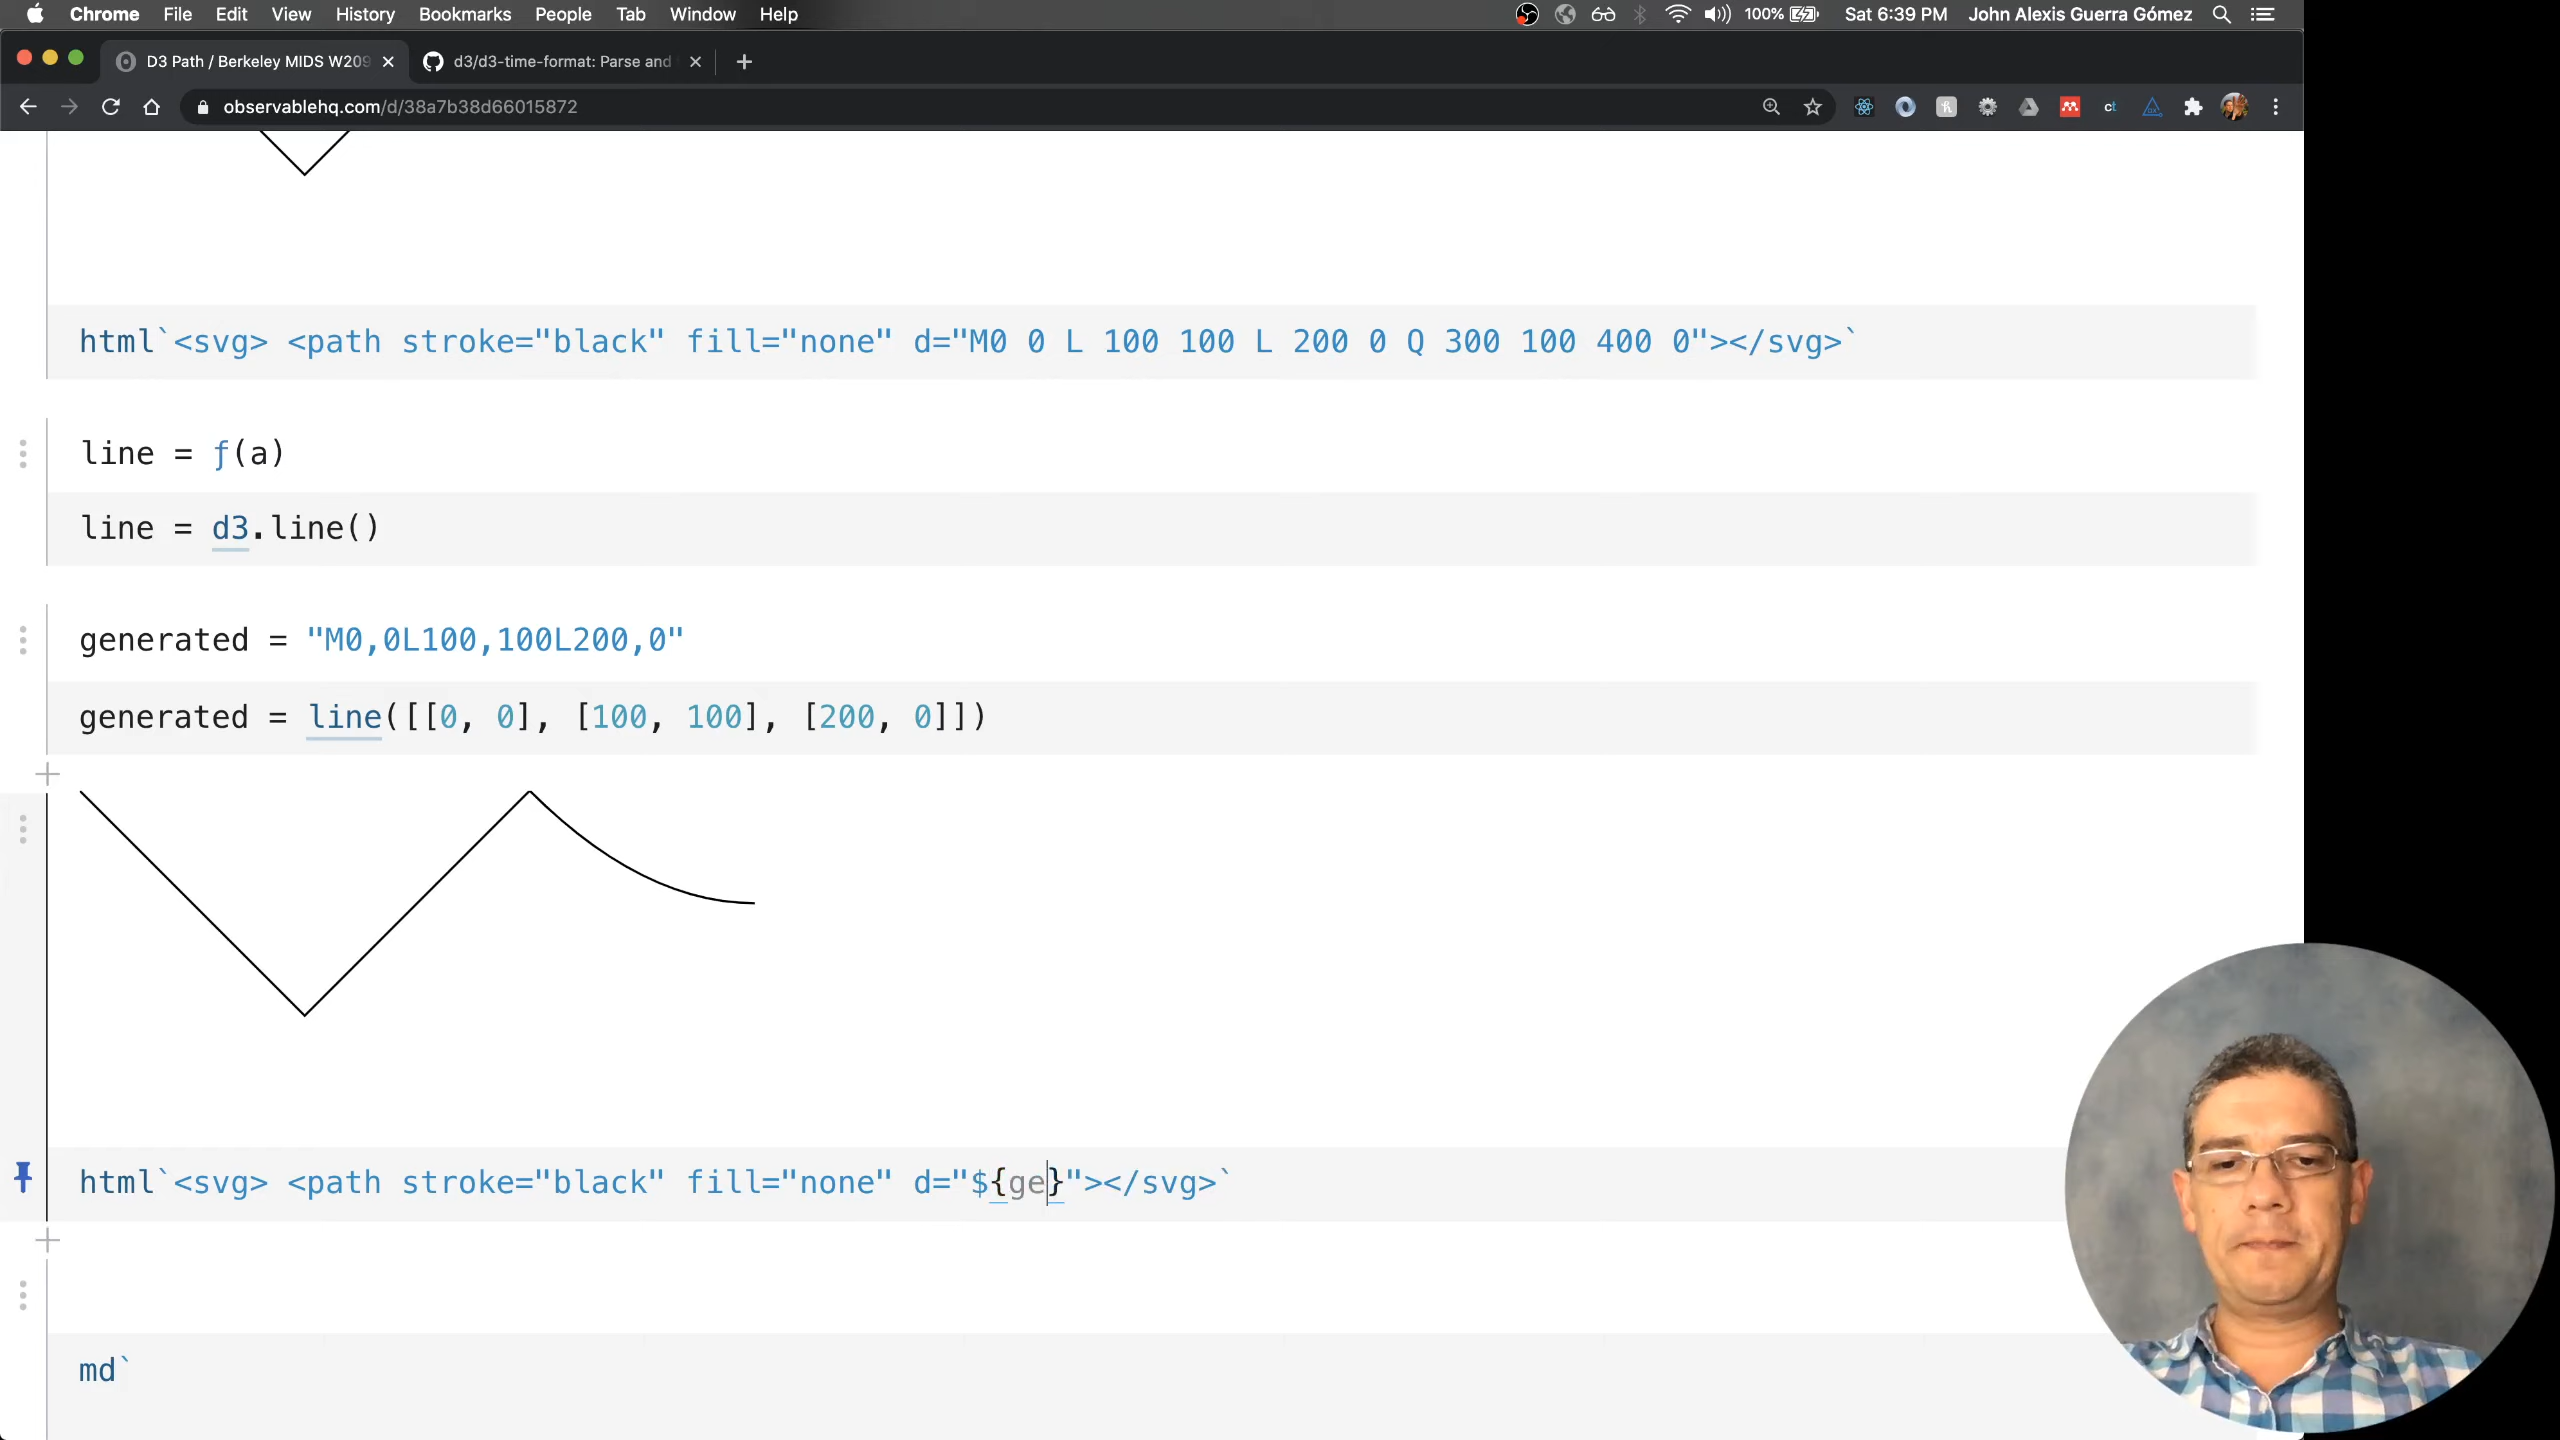 Chrome File Edit View History Bookmarks People Tab Window Help 100% Sat 6:39 PM John Alexis Guerra Gómez
D3 Path / Berkeley MIDS W209 d3/d3-time-format: Parse and
observablehq.com/d/38a7b38d66015872
html`<svg> <path stroke="black" fill="none" d="M0 0 L 100 100 L 200 0 Q 300 100 400 0"></svg>`
line = ƒ(a)
line = d3.line()
generated = "M0,0L100,100L200,0"
generated = line([[0, 0], [100, 100], [200, 0]])
html`<svg> <path stroke="black" fill="none" d="${ge}"></svg>`
md`